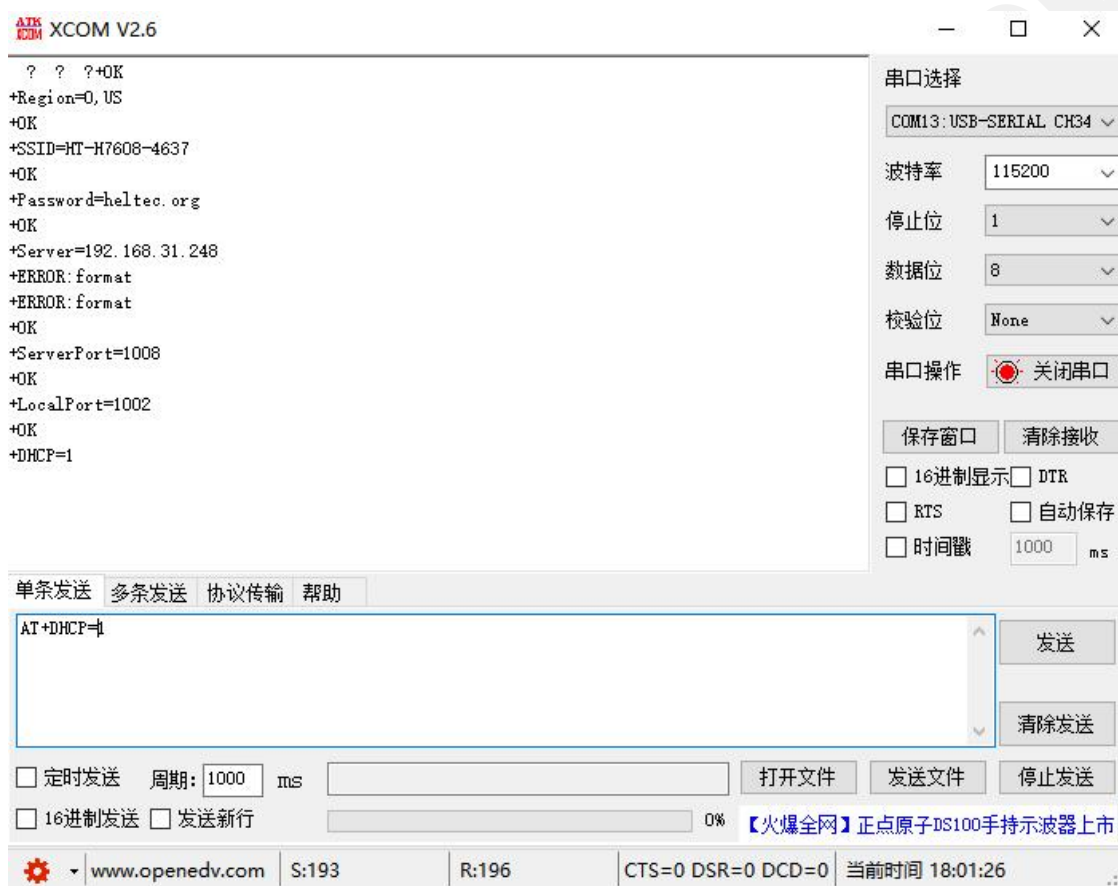 ATK XCOM XCOM V2.6
? ? ?+OK
+Region=0,US
+OK
+SSID=HT-H7608-4637
+OK
+Password=heltec.org
+OK
+Server=192.168.31.248
+ERROR:format
+ERROR:format
+OK
+ServerPort=1008
+OK
+LocalPort=1002
+OK
+DHCP=1
串口选择
COM13:USB-SERIAL CH34
波特率 115200
停止位 1
数据位 8
校验位 None
串口操作 关闭串口
保存窗口 清除接收
16进制显示 DTR
RTS 自动保存
时间戳 1000 ms
单条发送 多条发送 协议传输 帮助
AT+DHCP=1
发送
清除发送
定时发送 周期: 1000 ms 打开文件 发送文件 停止发送
16进制发送 发送新行 0% 【火爆全网】正点原子DS100手持示波器上市
www.openedv.com S:193 R:196 CTS=0 DSR=0 DCD=0 当前时间 18:01:26